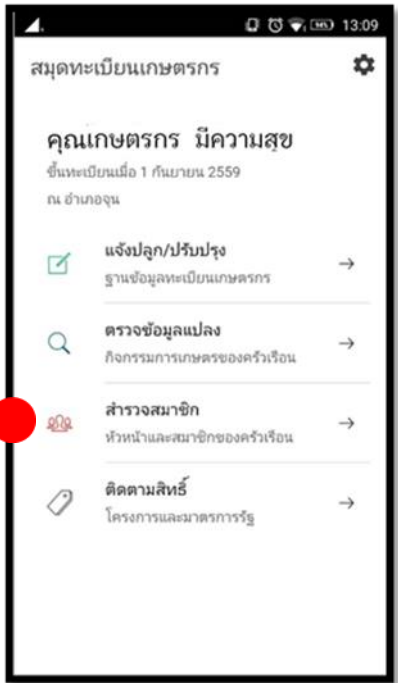 13:09
สมุดทะเบียนเกษตรกร
คุณเกษตรกร มีความสุข
ขึ้นทะเบียนเมื่อ 1 กันยายน 2559
ณ อำเภอจุน
แจ้งปลูก/ปรับปรุง
ฐานข้อมูลทะเบียนเกษตรกร
ตรวจข้อมูลแปลง
กิจกรรมการเกษตรของครัวเรือน
สำรวจสมาชิก
หัวหน้าและสมาชิกของครัวเรือน
ติดตามสิทธิ์
โครงการและมาตรการรัฐ